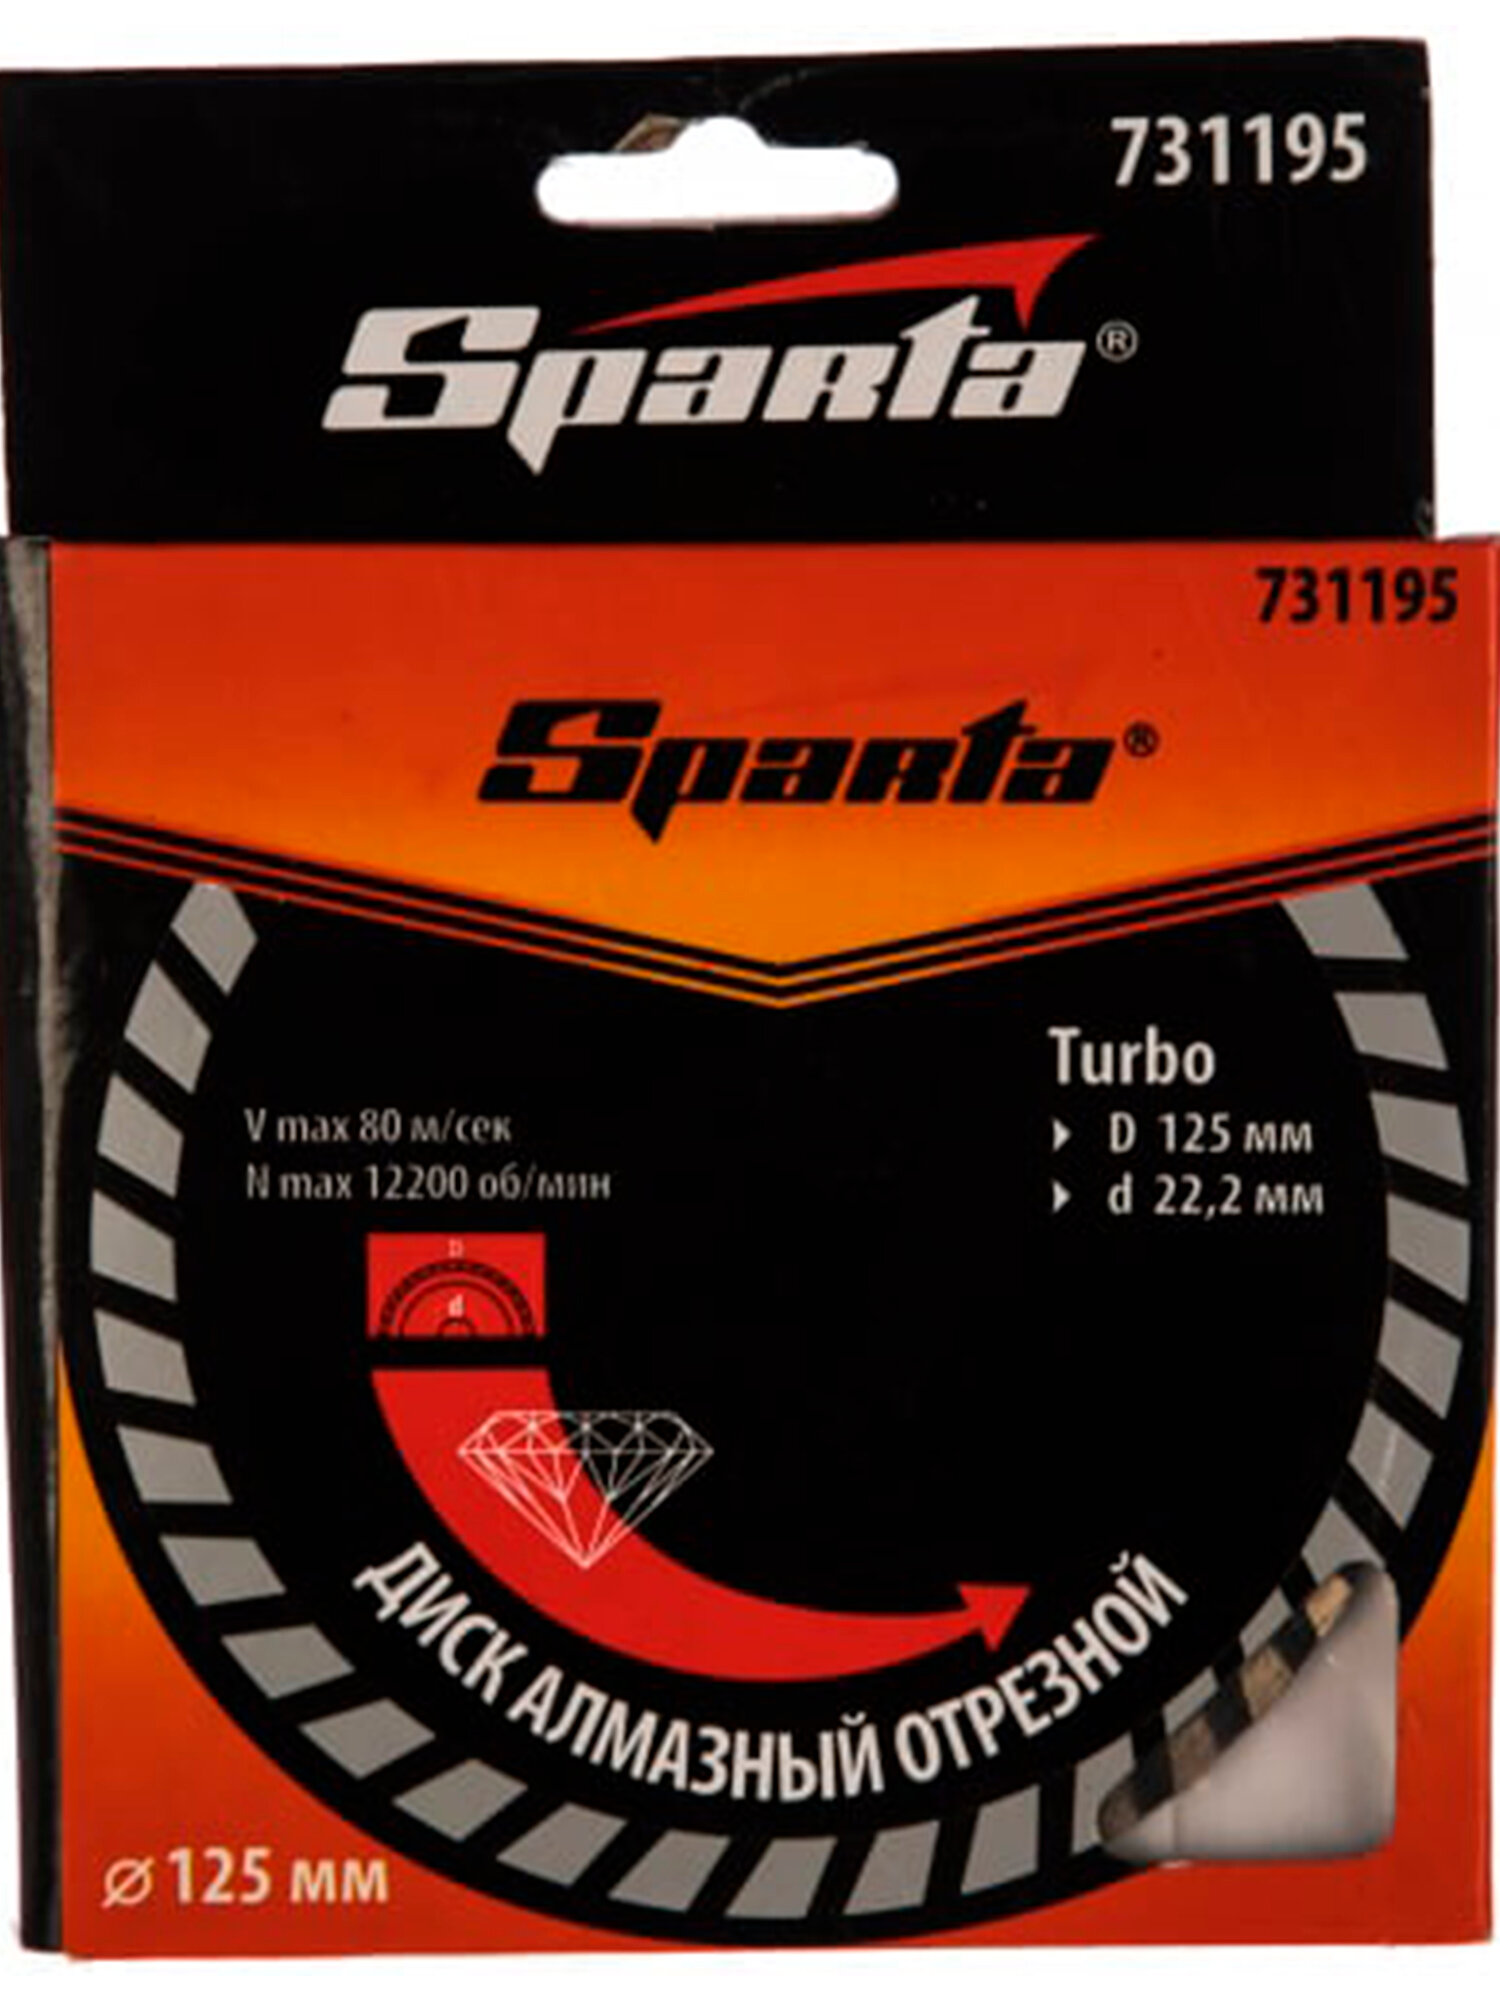 731195
Sparta®
731195
Sparta®
Turbo
D 125 мм
d 22,2 мм
V max 80 м/сек
N max 12200 об/мин
D
d
ДИСК АЛМАЗНЫЙ ОТРЕЗНОЙ
⌀ 125 мм